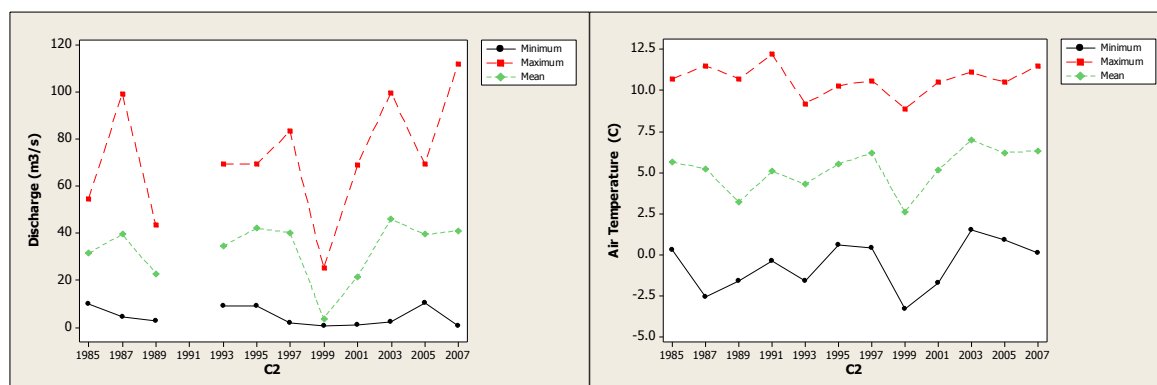 120
100
80
60
40
20
0
Discharge (m3/s)
1985 1987 1989 1991 1993 1995 1997 1999 2001 2003 2005 2007
C2
Minimum
Maximum
Mean
12.5
10.0
7.5
5.0
2.5
0.0
-2.5
-5.0
Air Temperature (C)
1985 1987 1989 1991 1993 1995 1997 1999 2001 2003 2005 2007
C2
Minimum
Maximum
Mean